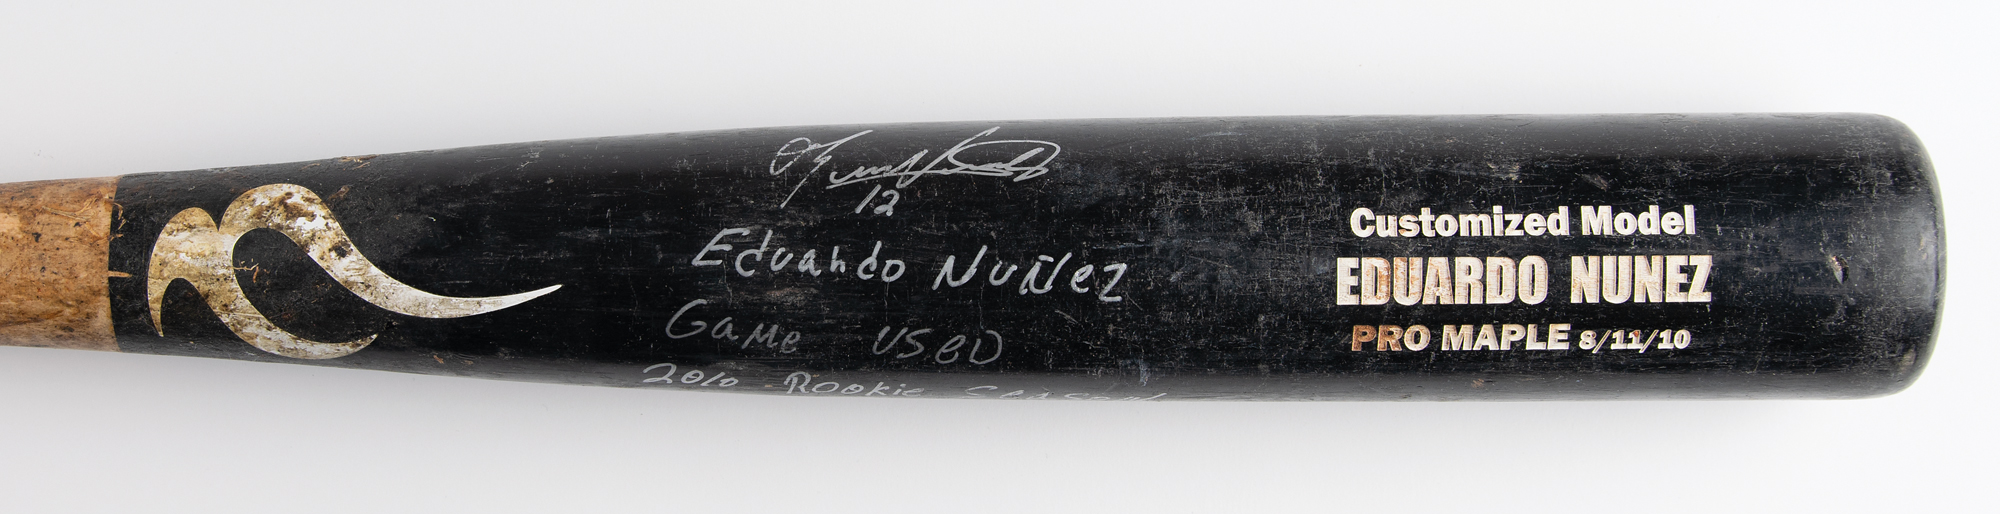 12
Eduardo Nuñez
Game USED
2010 Rookie Season
Customized Model
EDUARDO NUNEZ
PRO MAPLE 8/11/10